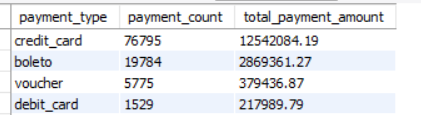 payment_type payment_count total_payment_amount
credit_card 76795 12542084.19
boleto 19784 2869361.27
voucher 5775 379436.87
debit_card 1529 217989.79